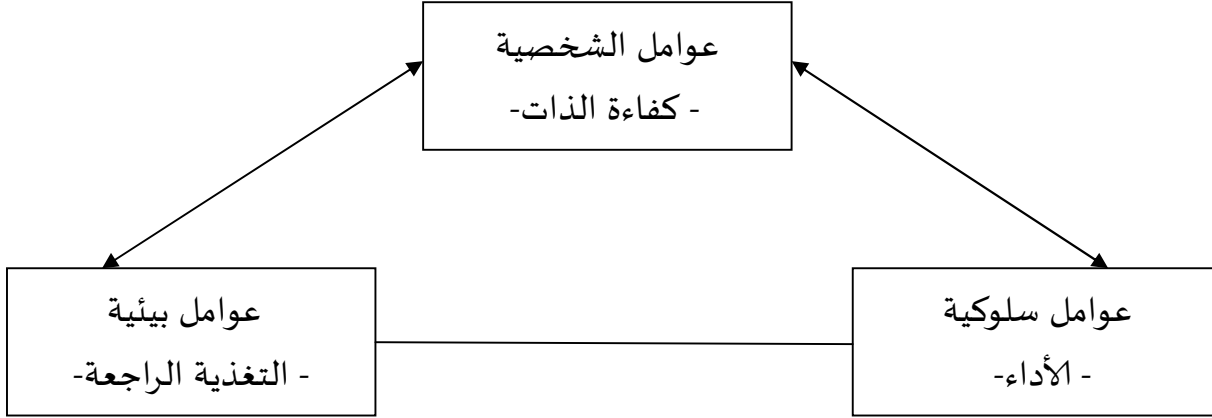 عوامل الشخصية
- كفاءة الذات-
عوامل سلوكية
- الأداء-
عوامل بيئية
- التغذية الراجعة-